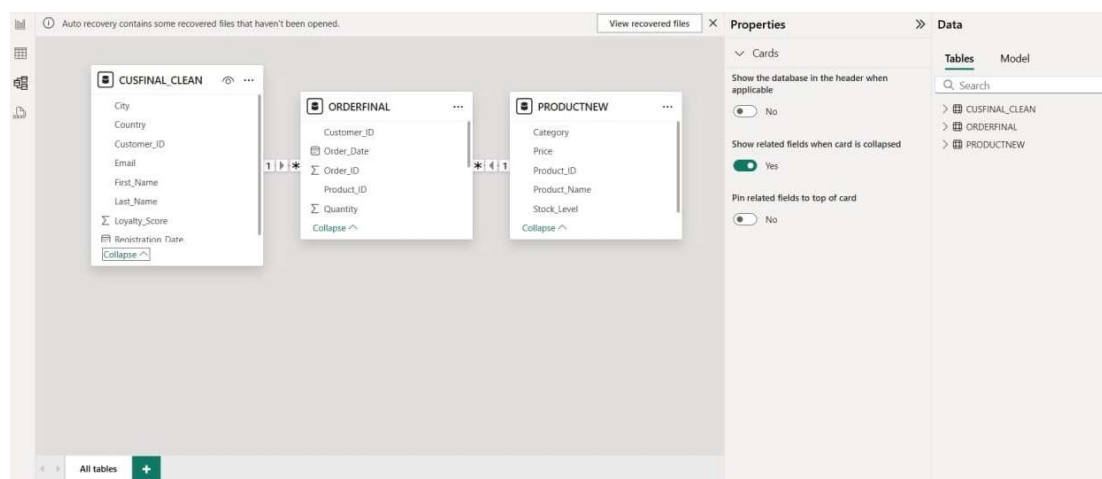 Auto recovery contains some recovered files that haven't been opened.
View recovered files
CUSFINAL_CLEAN
City
Country
Customer_ID
Email
First_Name
Last_Name
Loyalty_Score
Registration_Date
Collapse
1
*
ORDERFINAL
Customer_ID
Order_Date
Order_ID
Product_ID
Quantity
Collapse
*
1
PRODUCTNEW
Category
Price
Product_ID
Product_Name
Stock_Level
Collapse
All tables
Properties
Cards
Show the database in the header when
applicable
No
Show related fields when card is collapsed
Yes
Pin related fields to top of card
No
Data
Tables Model
Search
CUSFINAL_CLEAN
ORDERFINAL
PRODUCTNEW